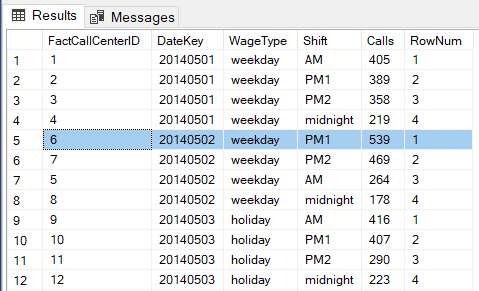 Results Messages
FactCallCenterID DateKey WageType Shift Calls RowNum
1 1 20140501 weekday AM 405 1
2 2 20140501 weekday PM1 389 2
3 3 20140501 weekday PM2 358 3
4 4 20140501 weekday midnight 219 4
5 6 20140502 weekday PM1 539 1
6 7 20140502 weekday PM2 469 2
7 5 20140502 weekday AM 264 3
8 8 20140502 weekday midnight 178 4
9 9 20140503 holiday AM 416 1
10 10 20140503 holiday PM1 407 2
11 11 20140503 holiday PM2 290 3
12 12 20140503 holiday midnight 223 4